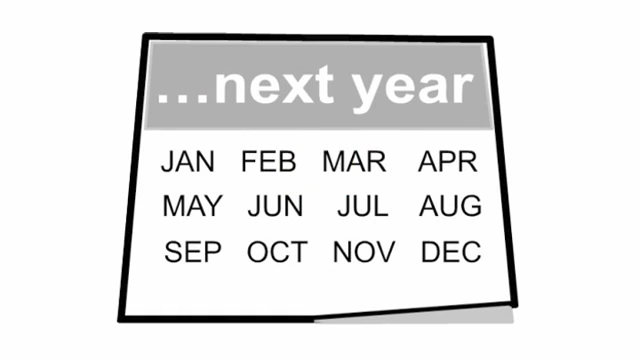 ...next year
JAN FEB MAR APR
MAY JUN JUL AUG
SEP OCT NOV DEC